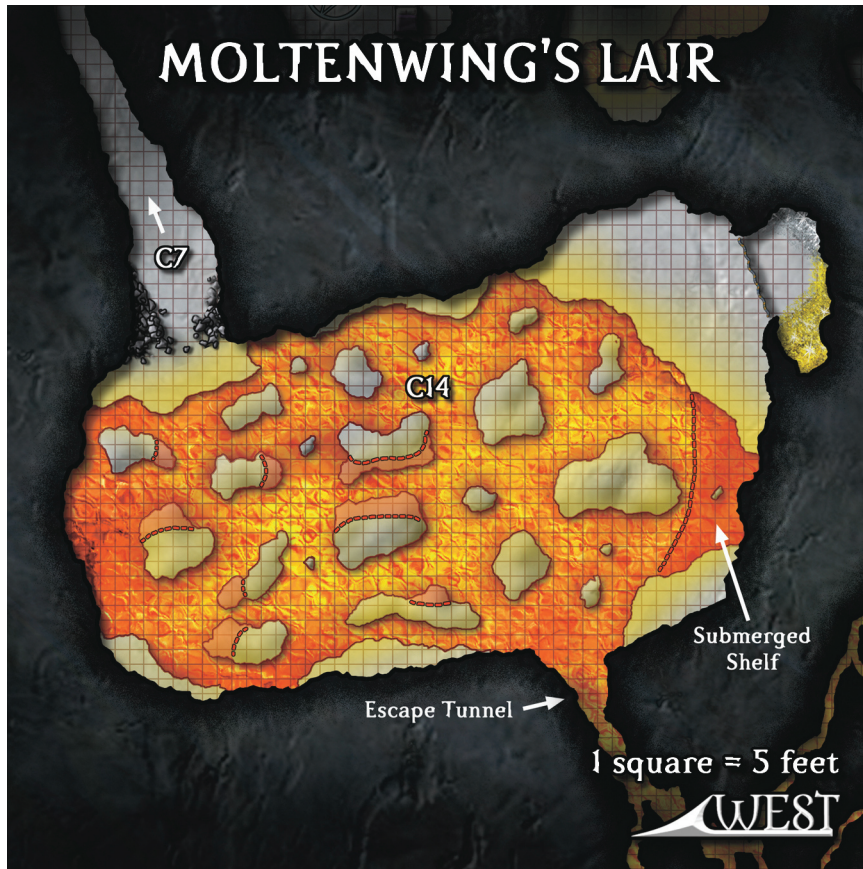 MOLTENWING'S LAIR
C7
C14
Submerged
Shelf
Escape Tunnel
1 square = 5 feet
WEST